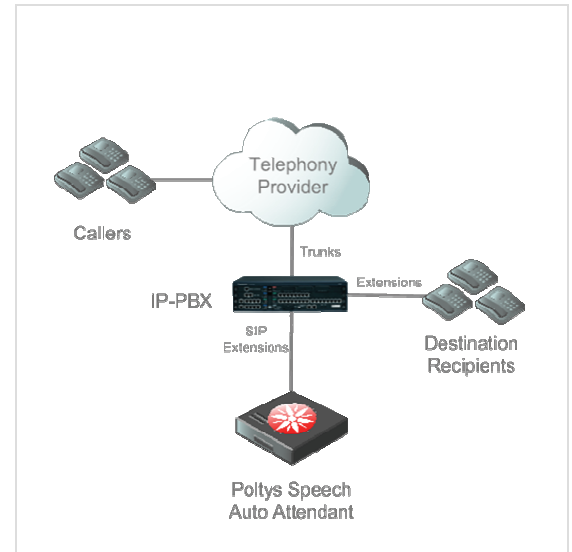 Telephony
Provider
Callers
Trunks
IP-PBX
Extensions
SIP
Extensions
Destination
Recipients
Poltys Speech
Auto Attendant